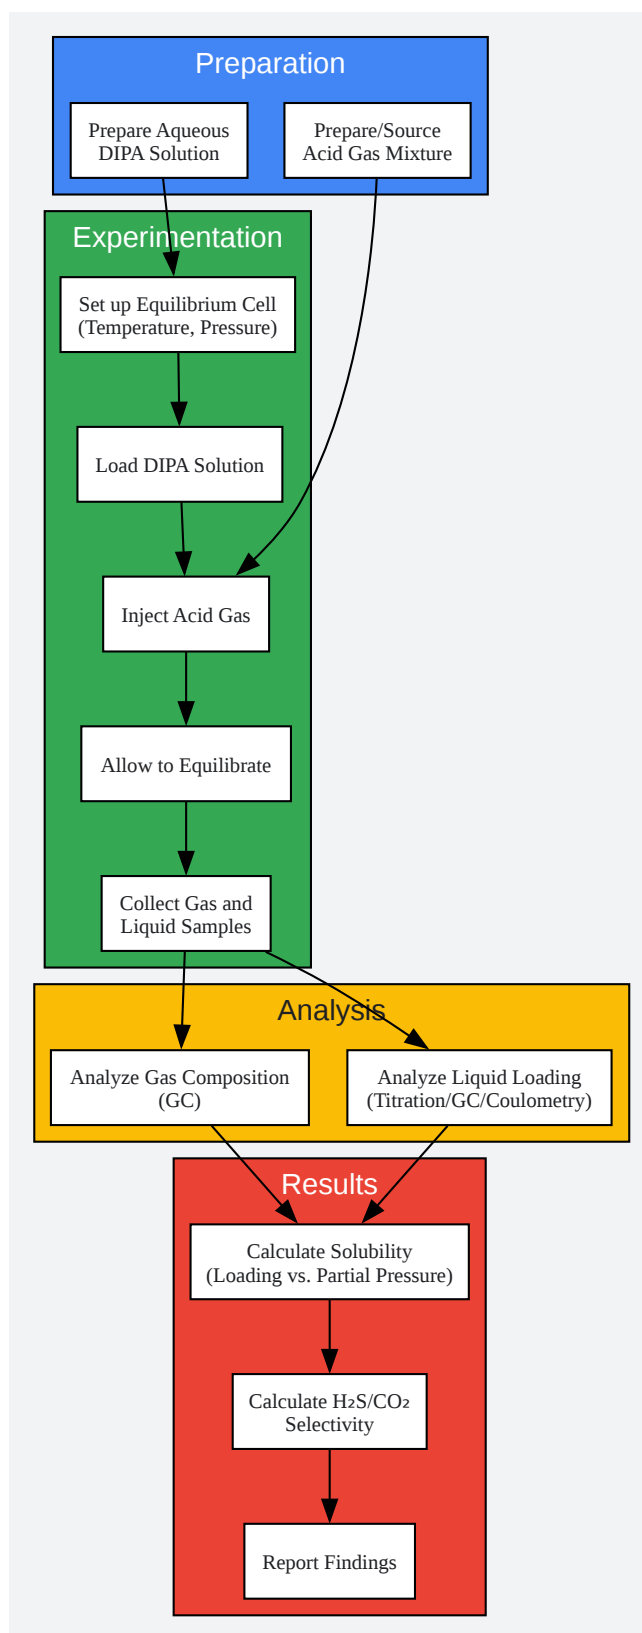 Preparation
Prepare Aqueous
DIPA Solution
Prepare/Source
Acid Gas Mixture
Experimentation
Set up Equilibrium Cell
(Temperature, Pressure)
Load DIPA Solution
Inject Acid Gas
Allow to Equilibrate
Collect Gas and
Liquid Samples
Analysis
Analyze Gas Composition
(GC)
Analyze Liquid Loading
(Titration/GC/Coulometry)
Results
Calculate Solubility
(Loading vs. Partial Pressure)
Calculate H₂S/CO₂
Selectivity
Report Findings